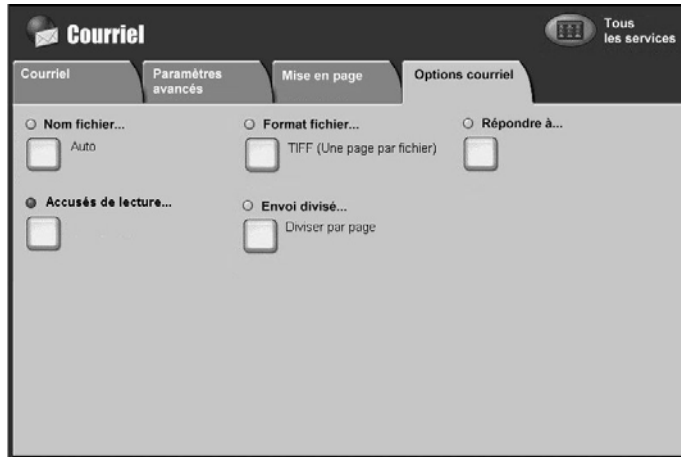 Courriel
Tous
les services
Courriel
Paramètres
avancés
Mise en page
Options courriel
Nom fichier...
Auto
Format fichier...
TIFF (Une page par fichier)
Répondre à...
Accusés de lecture...
Envoi divisé...
Diviser par page